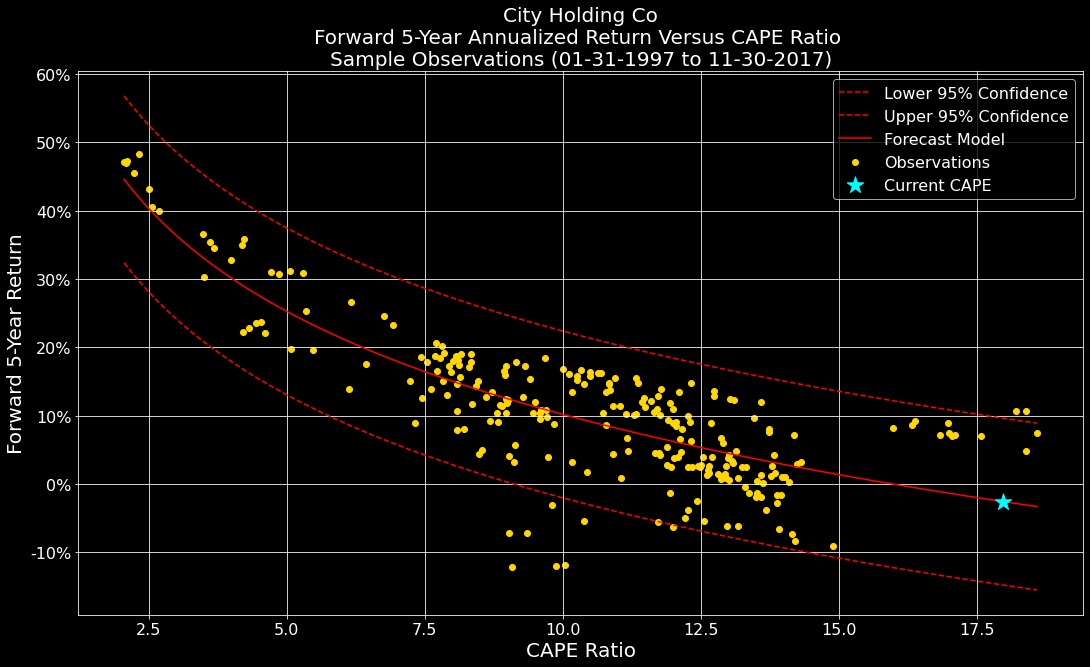 City Holding Co
Forward 5-Year Annualized Return Versus CAPE Ratio
Sample Observations (01-31-1997 to 11-30-2017)
Lower 95% Confidence
Upper 95% Confidence
Forecast Model
Observations
Current CAPE
Forward 5-Year Return
60%
50%
40%
30%
20%
10%
0%
-10%
2.5 5.0 7.5 10.0 12.5 15.0 17.5
CAPE Ratio